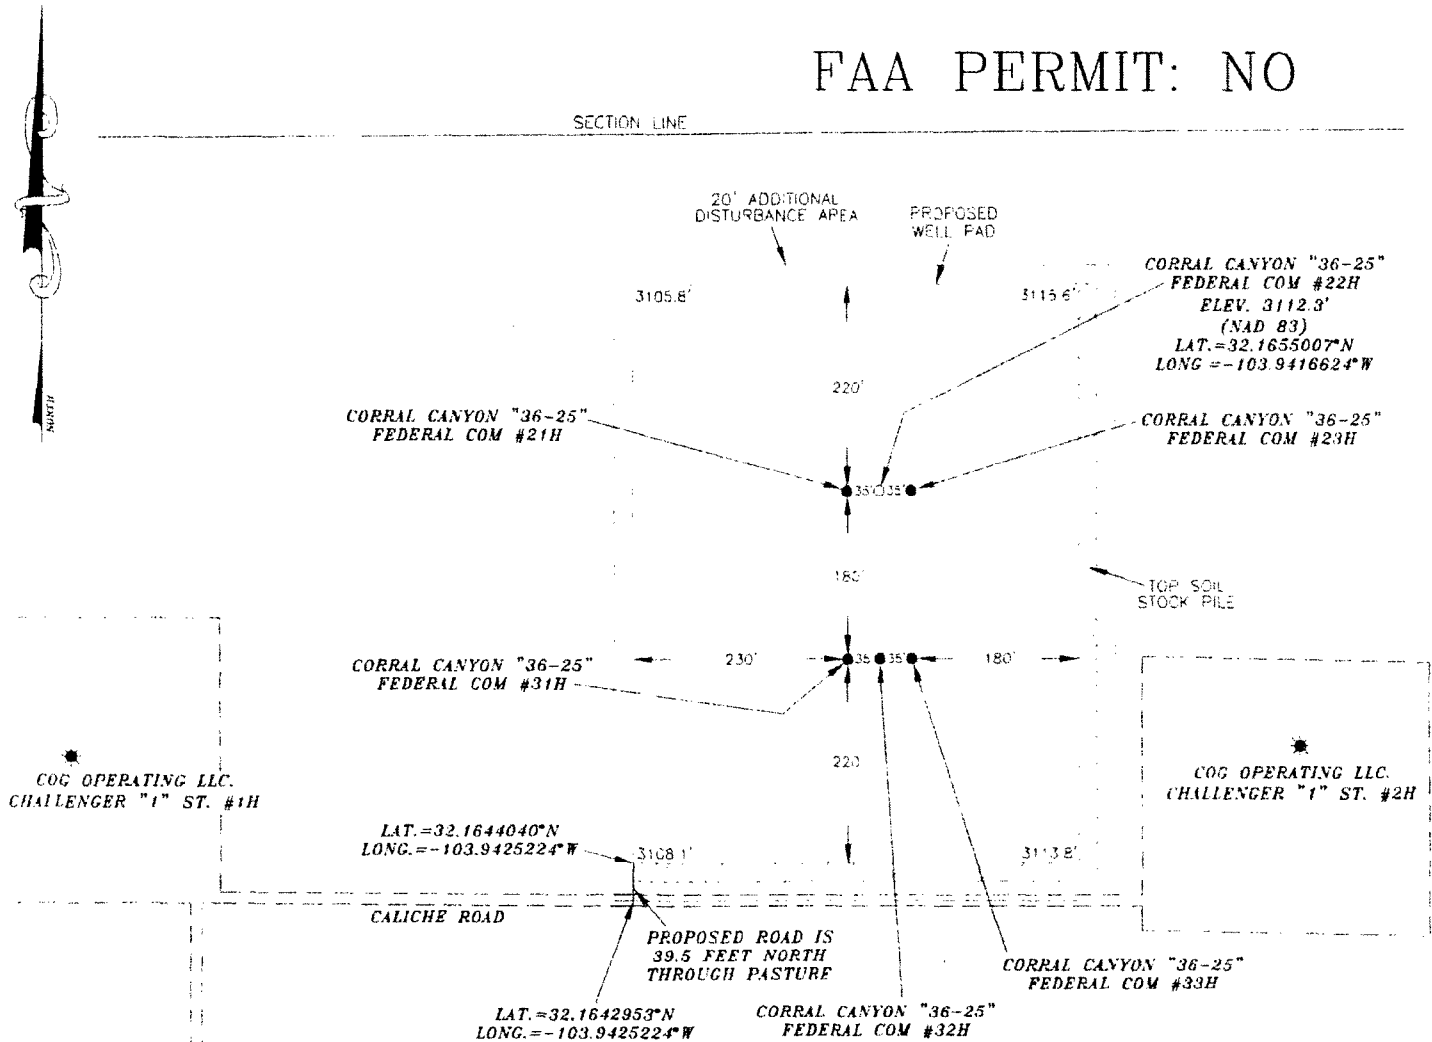 FAA PERMIT: NO
SECTION LINE
20' ADDITIONAL
DISTURBANCE AREA
PROPOSED
WELL PAD
3105.8'
3115.6'
CORRAL CANYON "36-25"
FEDERAL COM #22H
ELEV. 3112.3'
(NAD 83)
LAT.=32.1655007°N
LONG =-103.9416624°W
NORTH
220'
CORRAL CANYON "36-25"
FEDERAL COM #21H
CORRAL CANYON "36-25"
FEDERAL COM #23H
35'
35'
180'
TOP SOIL
STOCK PILE
CORRAL CANYON "36-25"
FEDERAL COM #31H
230'
35'
35'
180'
220'
COG OPERATING LLC.
CHALLENGER "1" ST. #1H
COG OPERATING LLC.
CHALLENGER "1" ST. #2H
LAT.=32.1644040°N
LONG.=-103.9425224°W
3108.1'
3113.8'
CALICHE ROAD
PROPOSED ROAD IS
39.5 FEET NORTH
THROUGH PASTURE
LAT.=32.1642953°N
LONG.=-103.9425224°W
CORRAL CANYON "36-25"
FEDERAL COM #32H
CORRAL CANYON "36-25"
FEDERAL COM #33H